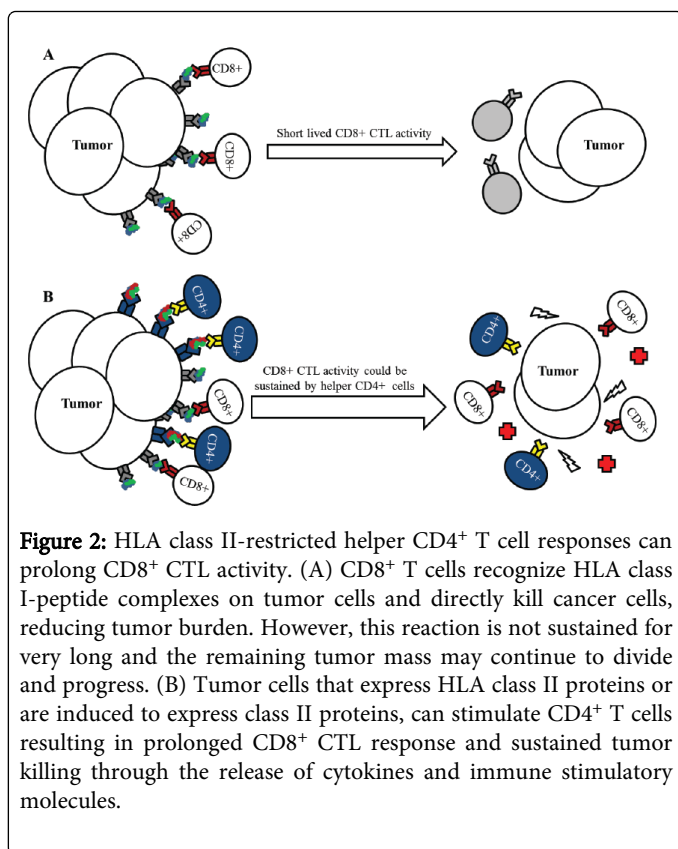 A
CD8+
Tumor
CD8+
CD8+
Short lived CD8+ CTL activity
Tumor
B
CD4+
CD4+
Tumor
CD8+
CD4+
CD8+
CD8+ CTL activity could be
sustained by helper CD4+ cells
CD4+
CD8+
Tumor
CD8+
CD8+
CD4+
Figure 2: HLA class II-restricted helper CD4⁺ T cell responses can
prolong CD8⁺ CTL activity. (A) CD8⁺ T cells recognize HLA class
I-peptide complexes on tumor cells and directly kill cancer cells,
reducing tumor burden. However, this reaction is not sustained for
very long and the remaining tumor mass may continue to divide
and progress. (B) Tumor cells that express HLA class II proteins or
are induced to express class II proteins, can stimulate CD4⁺ T cells
resulting in prolonged CD8⁺ CTL response and sustained tumor
killing through the release of cytokines and immune stimulatory
molecules.